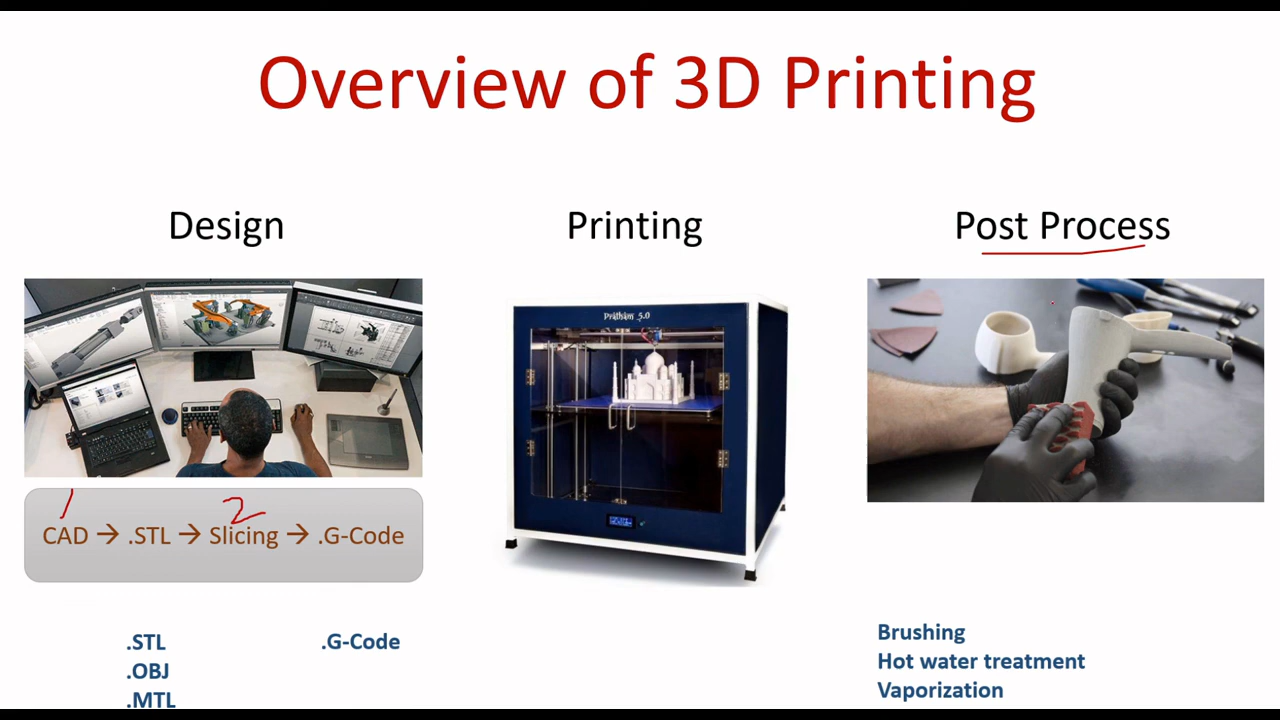 Overview of 3D Printing
Design
Printing
Post Process
Pratham 5.0
1
2
CAD → .STL → Slicing → .G-Code
.STL
.OBJ
.MTL
.G-Code
Brushing
Hot water treatment
Vaporization